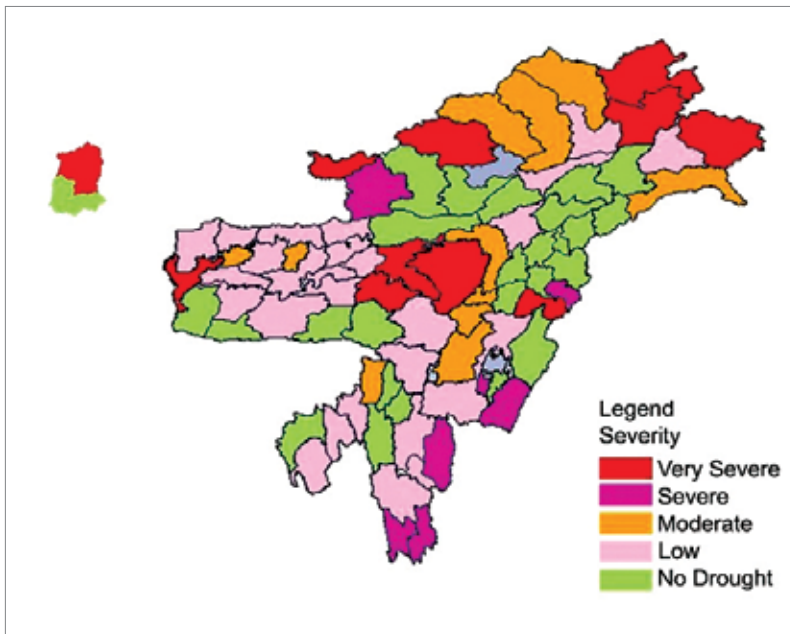 Legend
Severity
Very Severe
Severe
Moderate
Low
No Drought